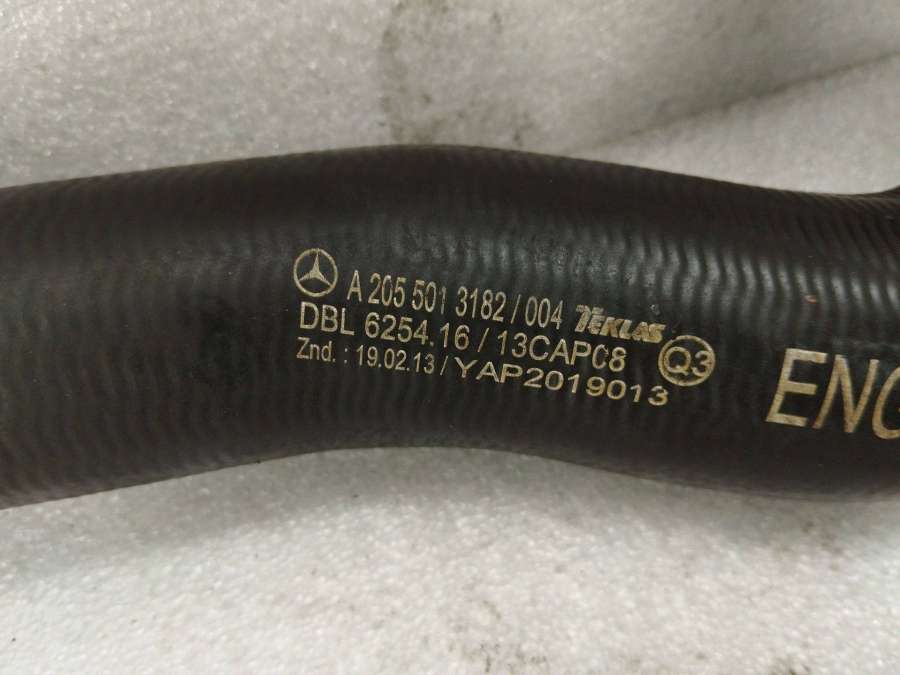 A 205 501 3182 / 004 TEKLAS
DBL 6254.16 / 13CAP08 Q3
Znd. : 19.02.13 / YAP2019013
ENG